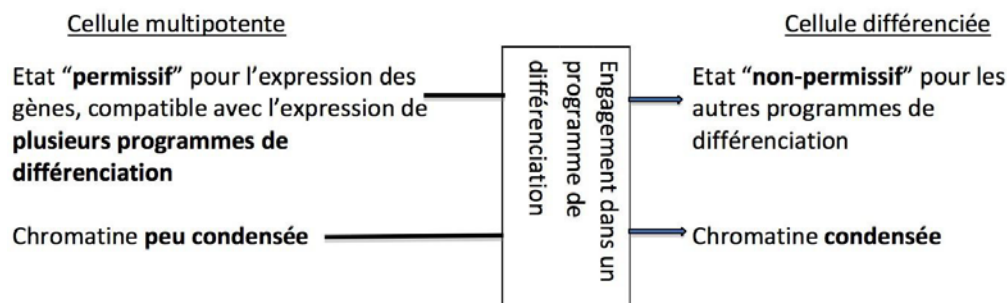 Cellule multipotente
Etat “permissif” pour l’expression des
gènes, compatible avec l’expression de
plusieurs programmes de
différenciation
Chromatine peu condensée
Engagement dans un
programme de
différenciation
Cellule différenciée
Etat “non-permissif” pour les
autres programmes de
différenciation
Chromatine condensée